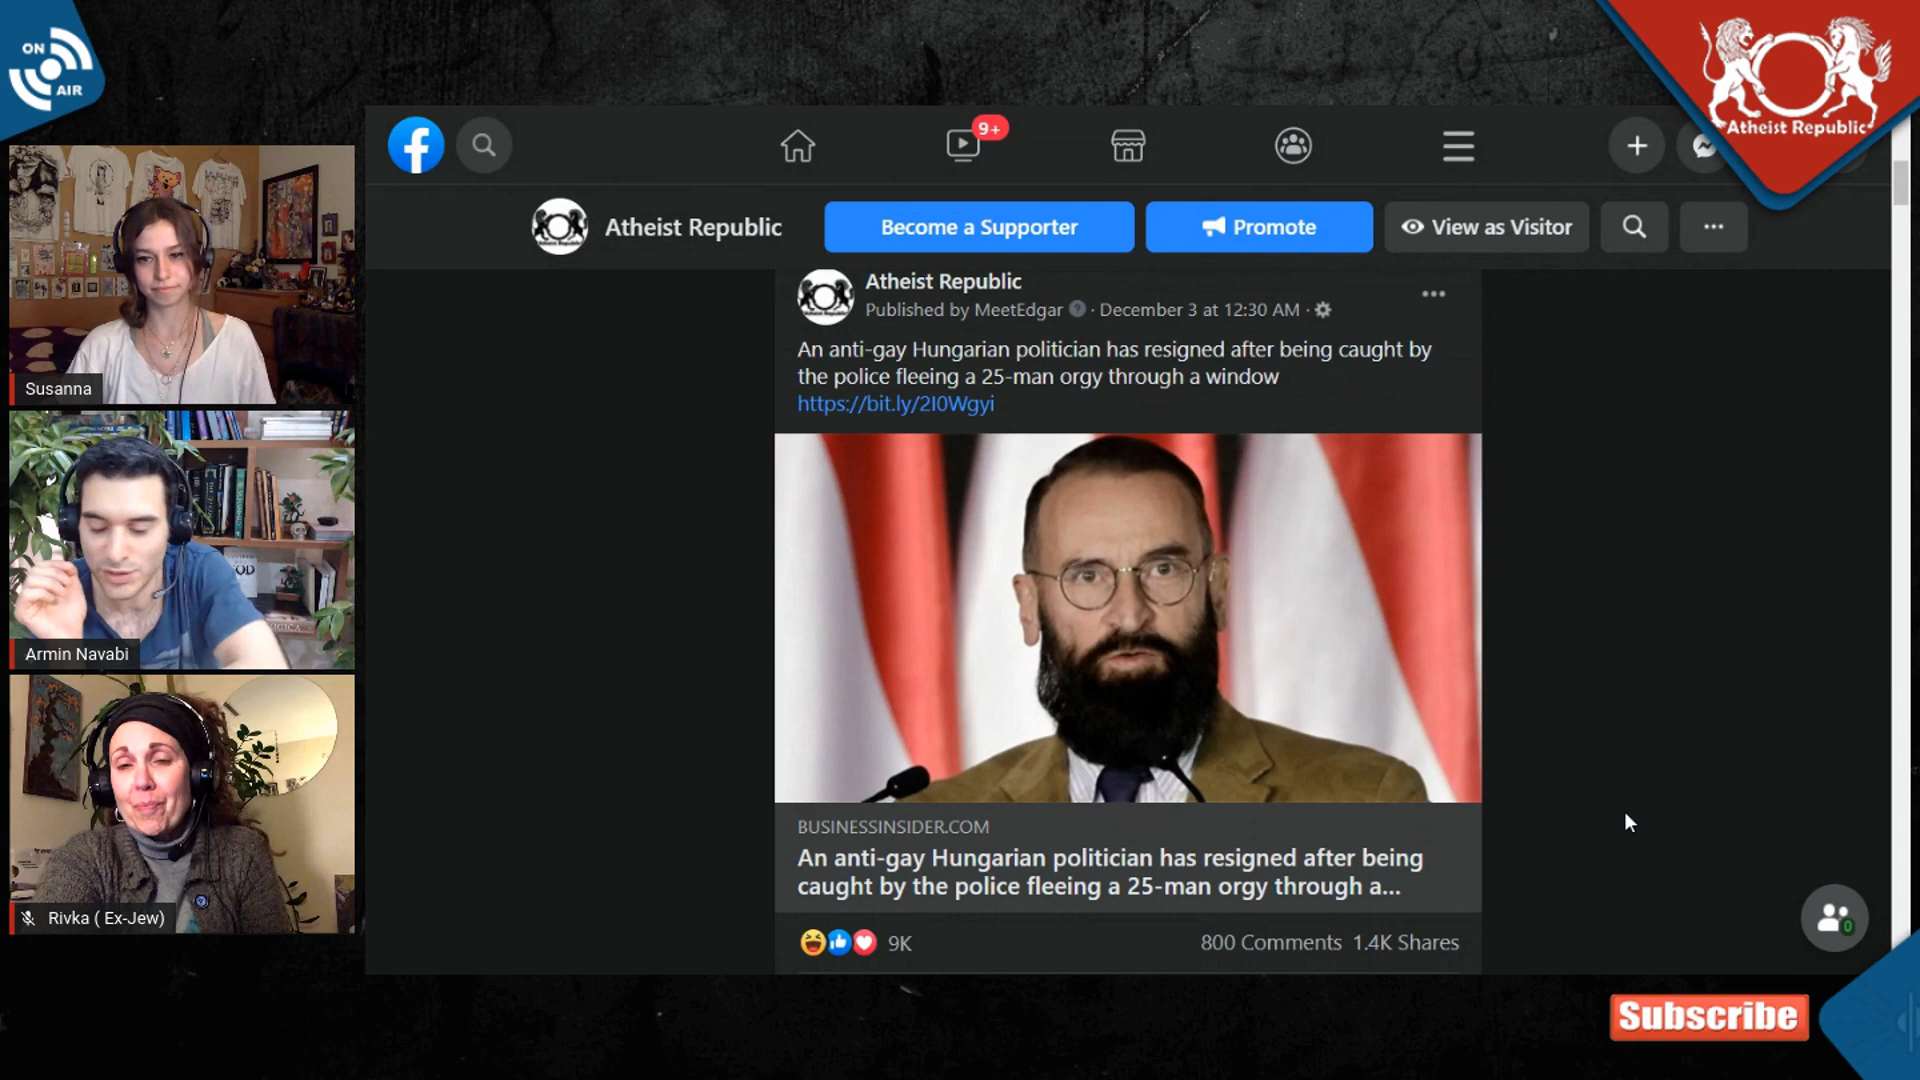 ON
AIR
Atheist Republic
9+
Atheist Republic
Become a Supporter
Promote
View as Visitor
Atheist Republic
Published by MeetEdgar · December 3 at 12:30 AM ·
An anti-gay Hungarian politician has resigned after being caught by
the police fleeing a 25-man orgy through a window
https://bit.ly/2I0Wgyi
BUSINESSINSIDER.COM
An anti-gay Hungarian politician has resigned after being
caught by the police fleeing a 25-man orgy through a...
9K
800 Comments 1.4K Shares
0
Susanna
Armin Navabi
Rivka ( Ex-Jew)
Subscribe